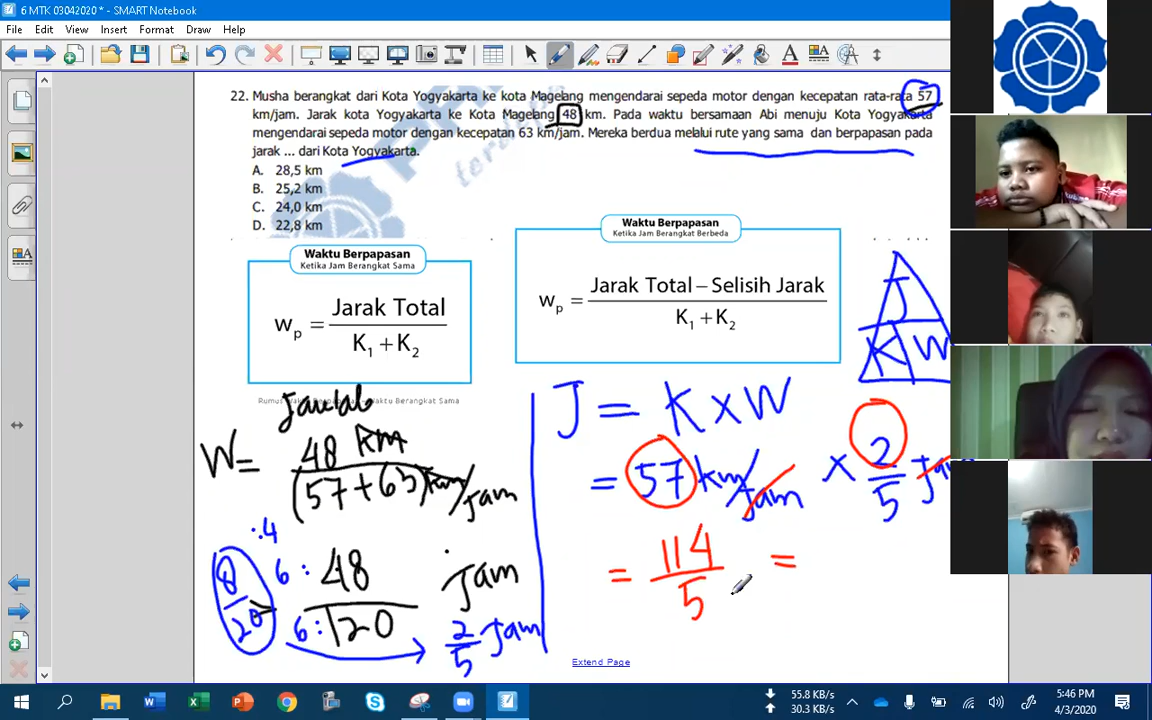 6 MTK 03042020 * - SMART Notebook
File Edit View Insert Format Draw Help
22. Musha berangkat dari Kota Yogyakarta ke kota Magelang mengendarai sepeda motor dengan kecepatan rata-rata 57
km/jam. Jarak kota Yogyakarta ke Kota Magelang 48 km. Pada waktu bersamaan Abi menuju Kota Yogyakarta
mengendarai sepeda motor dengan kecepatan 63 km/jam. Mereka berdua melalui rute yang sama dan berpapasan pada
jarak ... dari Kota Yogyakarta.
A. 28,5 km
B. 25,2 km
C. 24,0 km
D. 22,8 km
Waktu Berpapasan
Ketika Jam Berangkat Sama
wp = Jarak Total
K1 + K2
Waktu Berpapasan
Ketika Jam Berangkat Berbeda
wp = Jarak Total – Selisih Jarak
K1 + K2
J
K W
W = 48 km
(57 + 63) km/jam
:4
8/20
6 : 48 jam
6 : 120
2/5 jam
J = K x W
= 57 km/jam x 2/5 jam
= 114/5 =
Extend Page
55.8 KB/s
30.3 KB/s
5:46 PM
4/3/2020